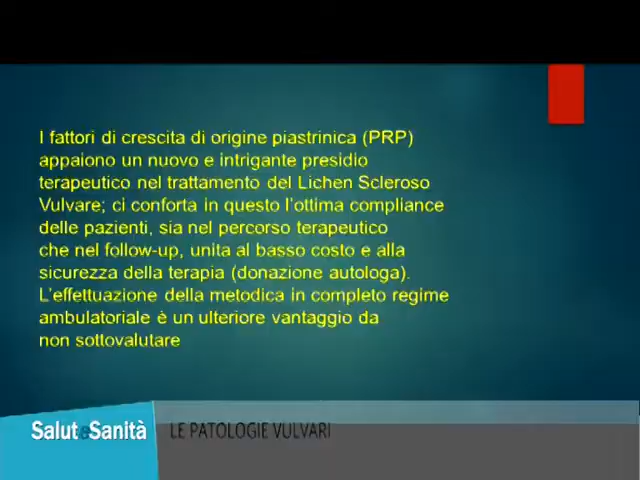 I fattori di crescita di origine piastrinica (PRP)
appaiono un nuovo e intrigante presidio
terapeutico nel trattamento del Lichen Scleroso
Vulvare; ci conforta in questo l'ottima compliance
delle pazienti, sia nel percorso terapeutico
che nel follow-up, unita al basso costo e alla
sicurezza della terapia (donazione autologa).
L'effettuazione della metodica in completo regime
ambulatoriale è un ulteriore vantaggio da
non sottovalutare
Salute Sanità
LE PATOLOGIE VULVARI